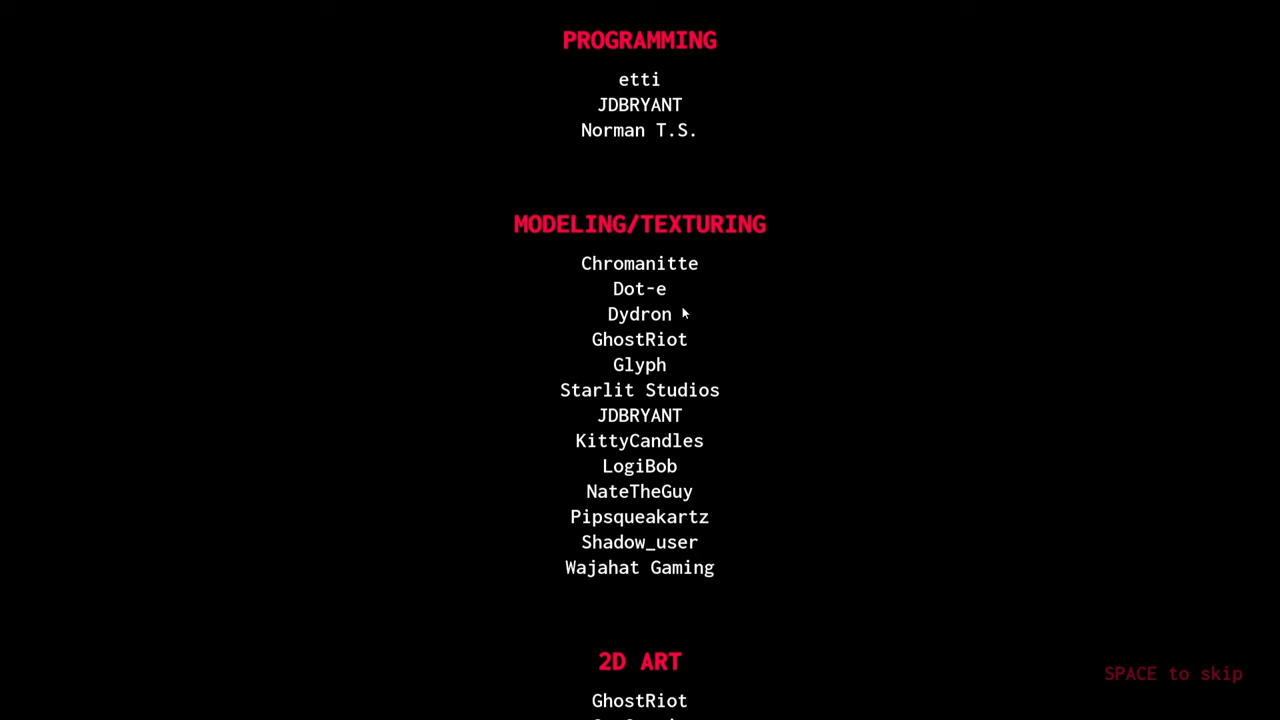 PROGRAMMING
etti
JDBRYANT
Norman T.S.
MODELING/TEXTURING
Chromanitte
Dot-e
Dydron
GhostRiot
Glyph
Starlit Studios
JDBRYANT
KittyCandles
LogiBob
NateTheGuy
Pipsqueakartz
Shadow_user
Wajahat Gaming
2D ART
SPACE to skip
GhostRiot